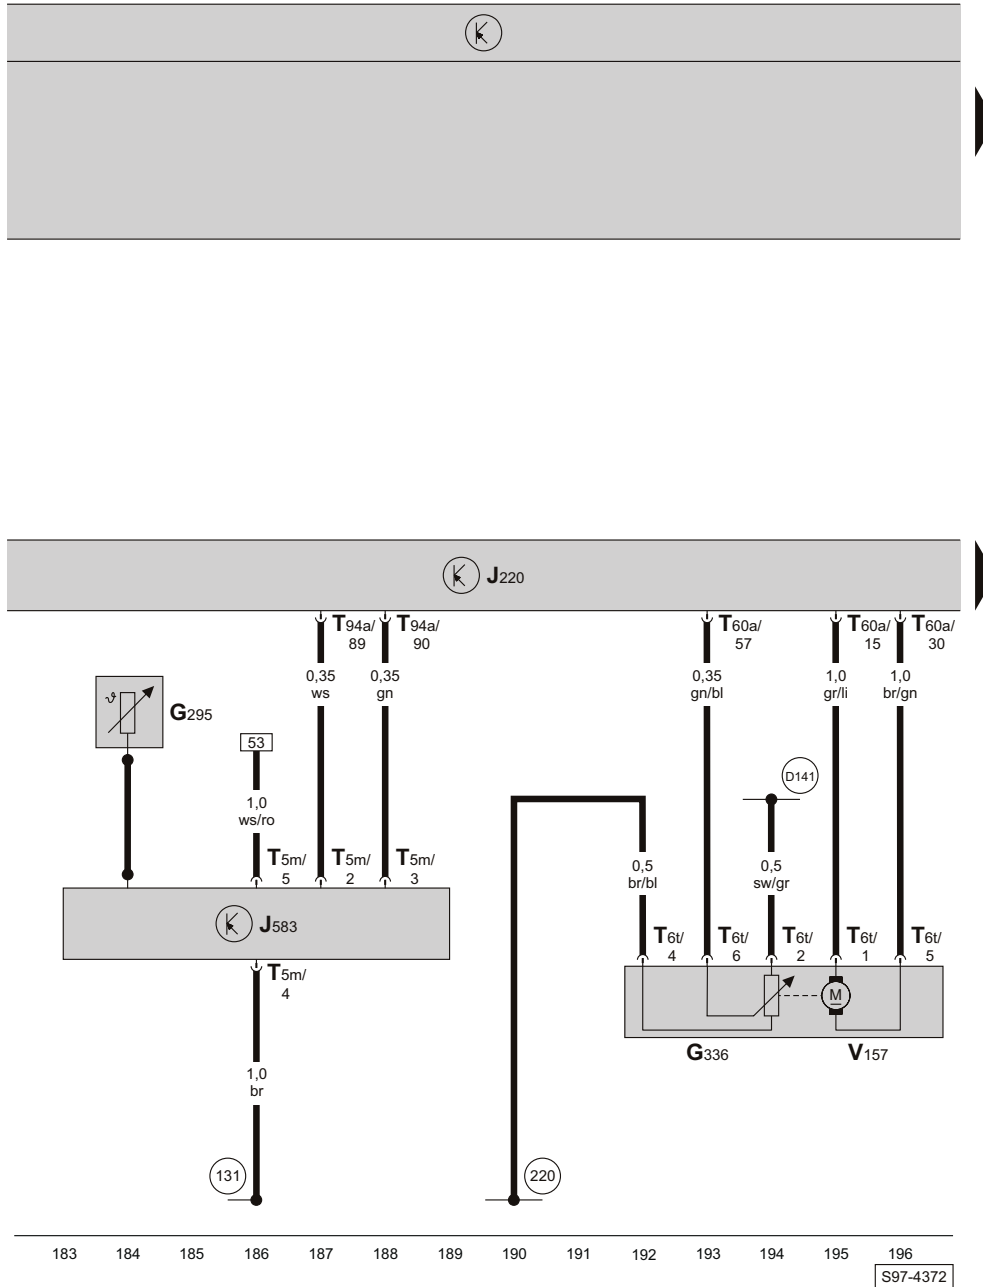 J220
T94a/ T94a/ T60a/ T60a/ T60a/
89 90 57 15 30
0,35 0,35 0,35 1,0 1,0
ws gn gn/bl gr/li br/gn
G295
53
D141
1,0
ws/ro
T5m/ T5m/ T5m/
5 2 3
0,5 0,5
br/bl sw/gr
J583
T6t/ T6t/ T6t/ T6t/ T6t/
4 6 2 1 5
T5m/
4
M
G336 V157
1,0
br
131 220
183 184 185 186 187 188 189 190 191 192 193 194 195 196
S97-4372